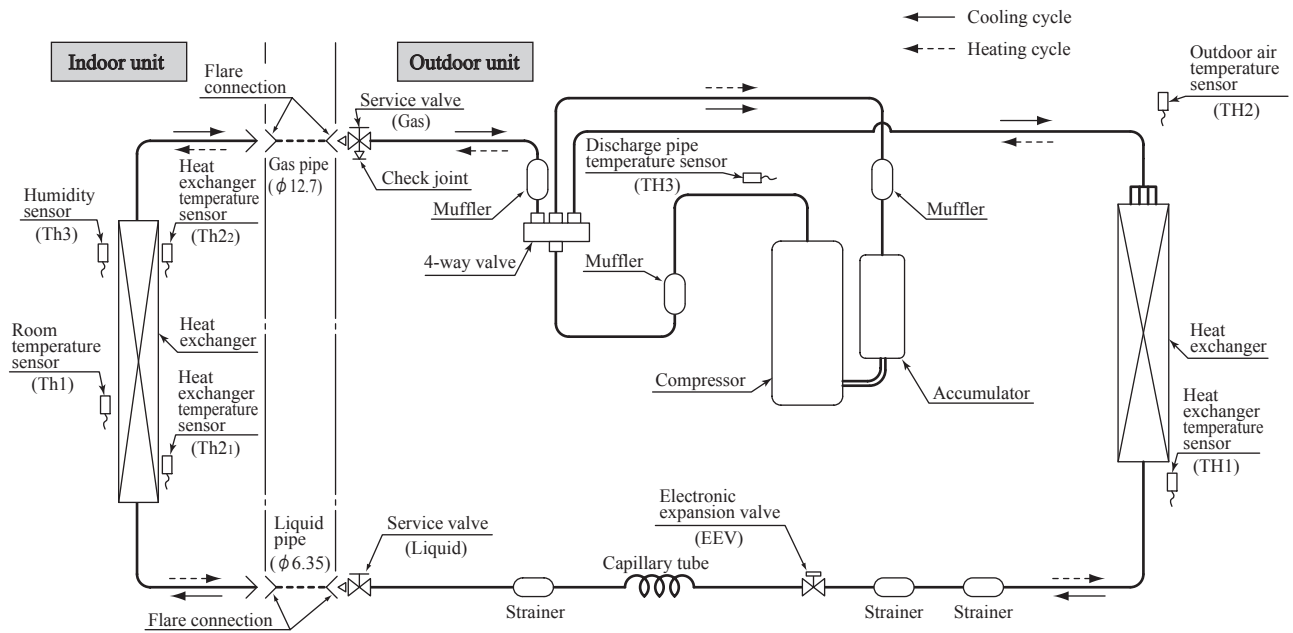 Cooling cycle
Heating cycle
Indoor unit
Outdoor unit
Flare
connection
Service valve
(Gas)
Outdoor air
temperature
sensor
(TH2)
Gas pipe
(ϕ12.7)
Check joint
Discharge pipe
temperature sensor
(TH3)
Heat
exchanger
temperature
sensor
(Th2₂)
Humidity
sensor
(Th3)
Muffler
Muffler
4-way valve
Muffler
Room
temperature
sensor
(Th1)
Heat
exchanger
Heat
exchanger
Heat
exchanger
temperature
sensor
(Th2₁)
Compressor
Accumulator
Heat
exchanger
temperature
sensor
(TH1)
Liquid
pipe
(ϕ6.35)
Service valve
(Liquid)
Electronic
expansion valve
(EEV)
Capillary tube
Flare connection
Strainer
Strainer
Strainer